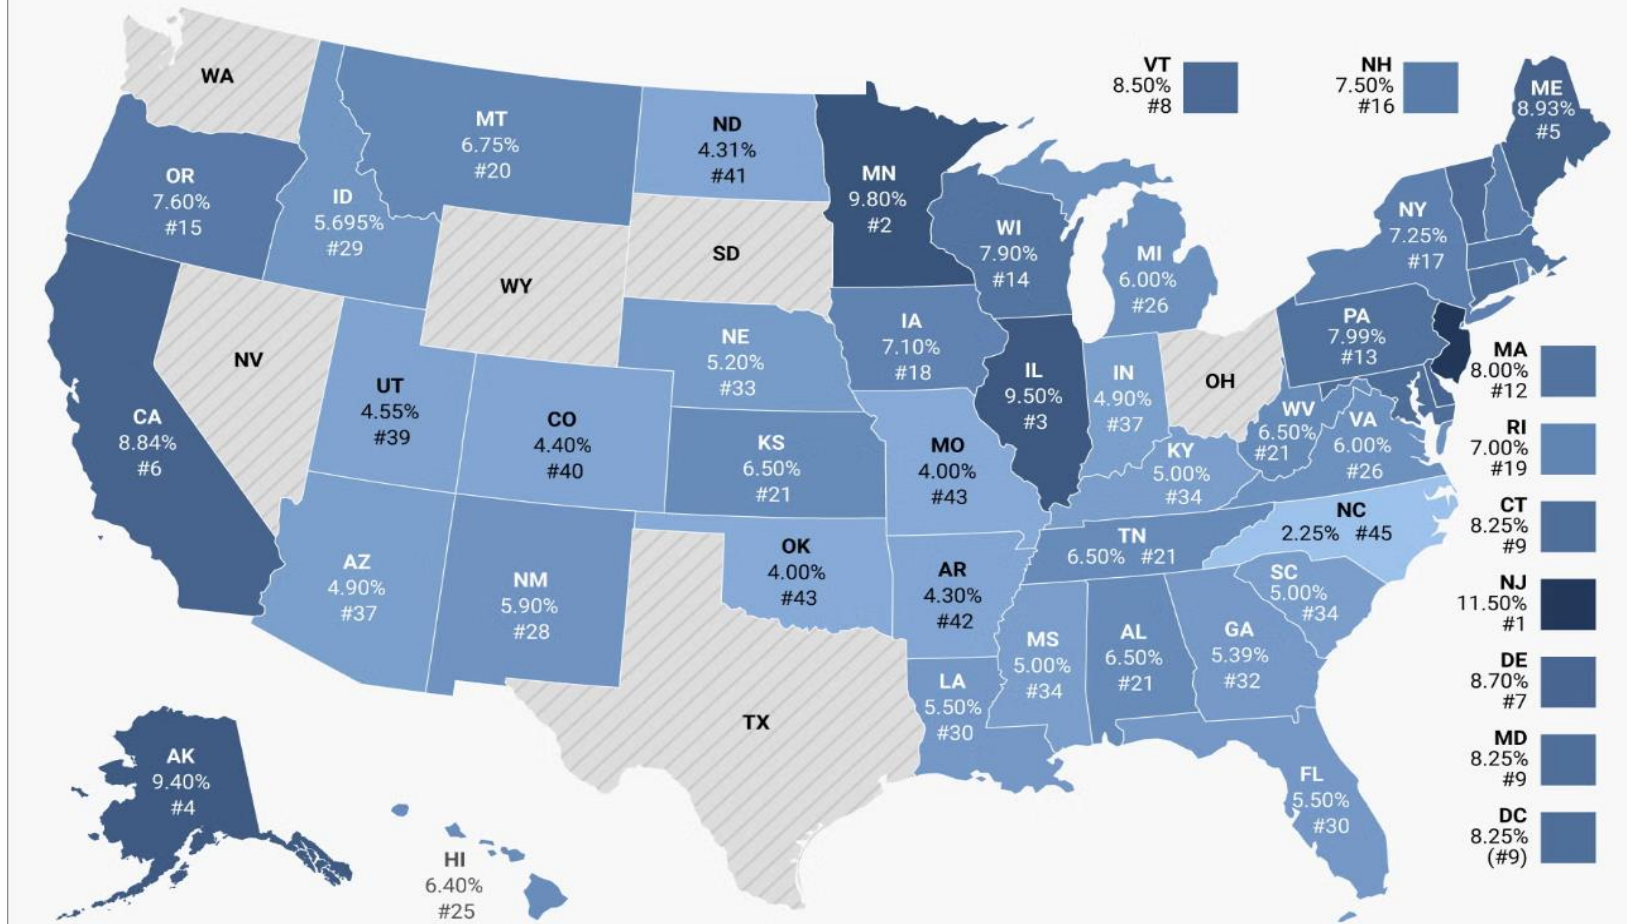 WA
MT
6.75%
#20
ND
4.31%
#41
MN
9.80%
#2
VT
8.50%
#8
NH
7.50%
#16
ME
8.93%
#5
OR
7.60%
#15
ID
5.695%
#29
WY
SD
WI
7.90%
#14
MI
6.00%
#26
NY
7.25%
#17
NV
UT
4.55%
#39
CO
4.40%
#40
NE
5.20%
#33
IA
7.10%
#18
IL
9.50%
#3
IN
4.90%
#37
OH
PA
7.99%
#13
MA
8.00%
#12
CA
8.84%
#6
KS
6.50%
#21
MO
4.00%
#43
KY
5.00%
#34
WV
6.50%
#21
VA
6.00%
#26
RI
7.00%
#19
AZ
4.90%
#37
NM
5.90%
#28
OK
4.00%
#43
AR
4.30%
#42
TN
6.50% #21
NC
2.25% #45
CT
8.25%
#9
SC
5.00%
#34
NJ
11.50%
#1
MS
5.00%
#34
AL
6.50%
#21
GA
5.39%
#32
DE
8.70%
#7
TX
LA
5.50%
#30
MD
8.25%
#9
AK
9.40%
#4
HI
6.40%
#25
FL
5.50%
#30
DC
8.25%
(#9)